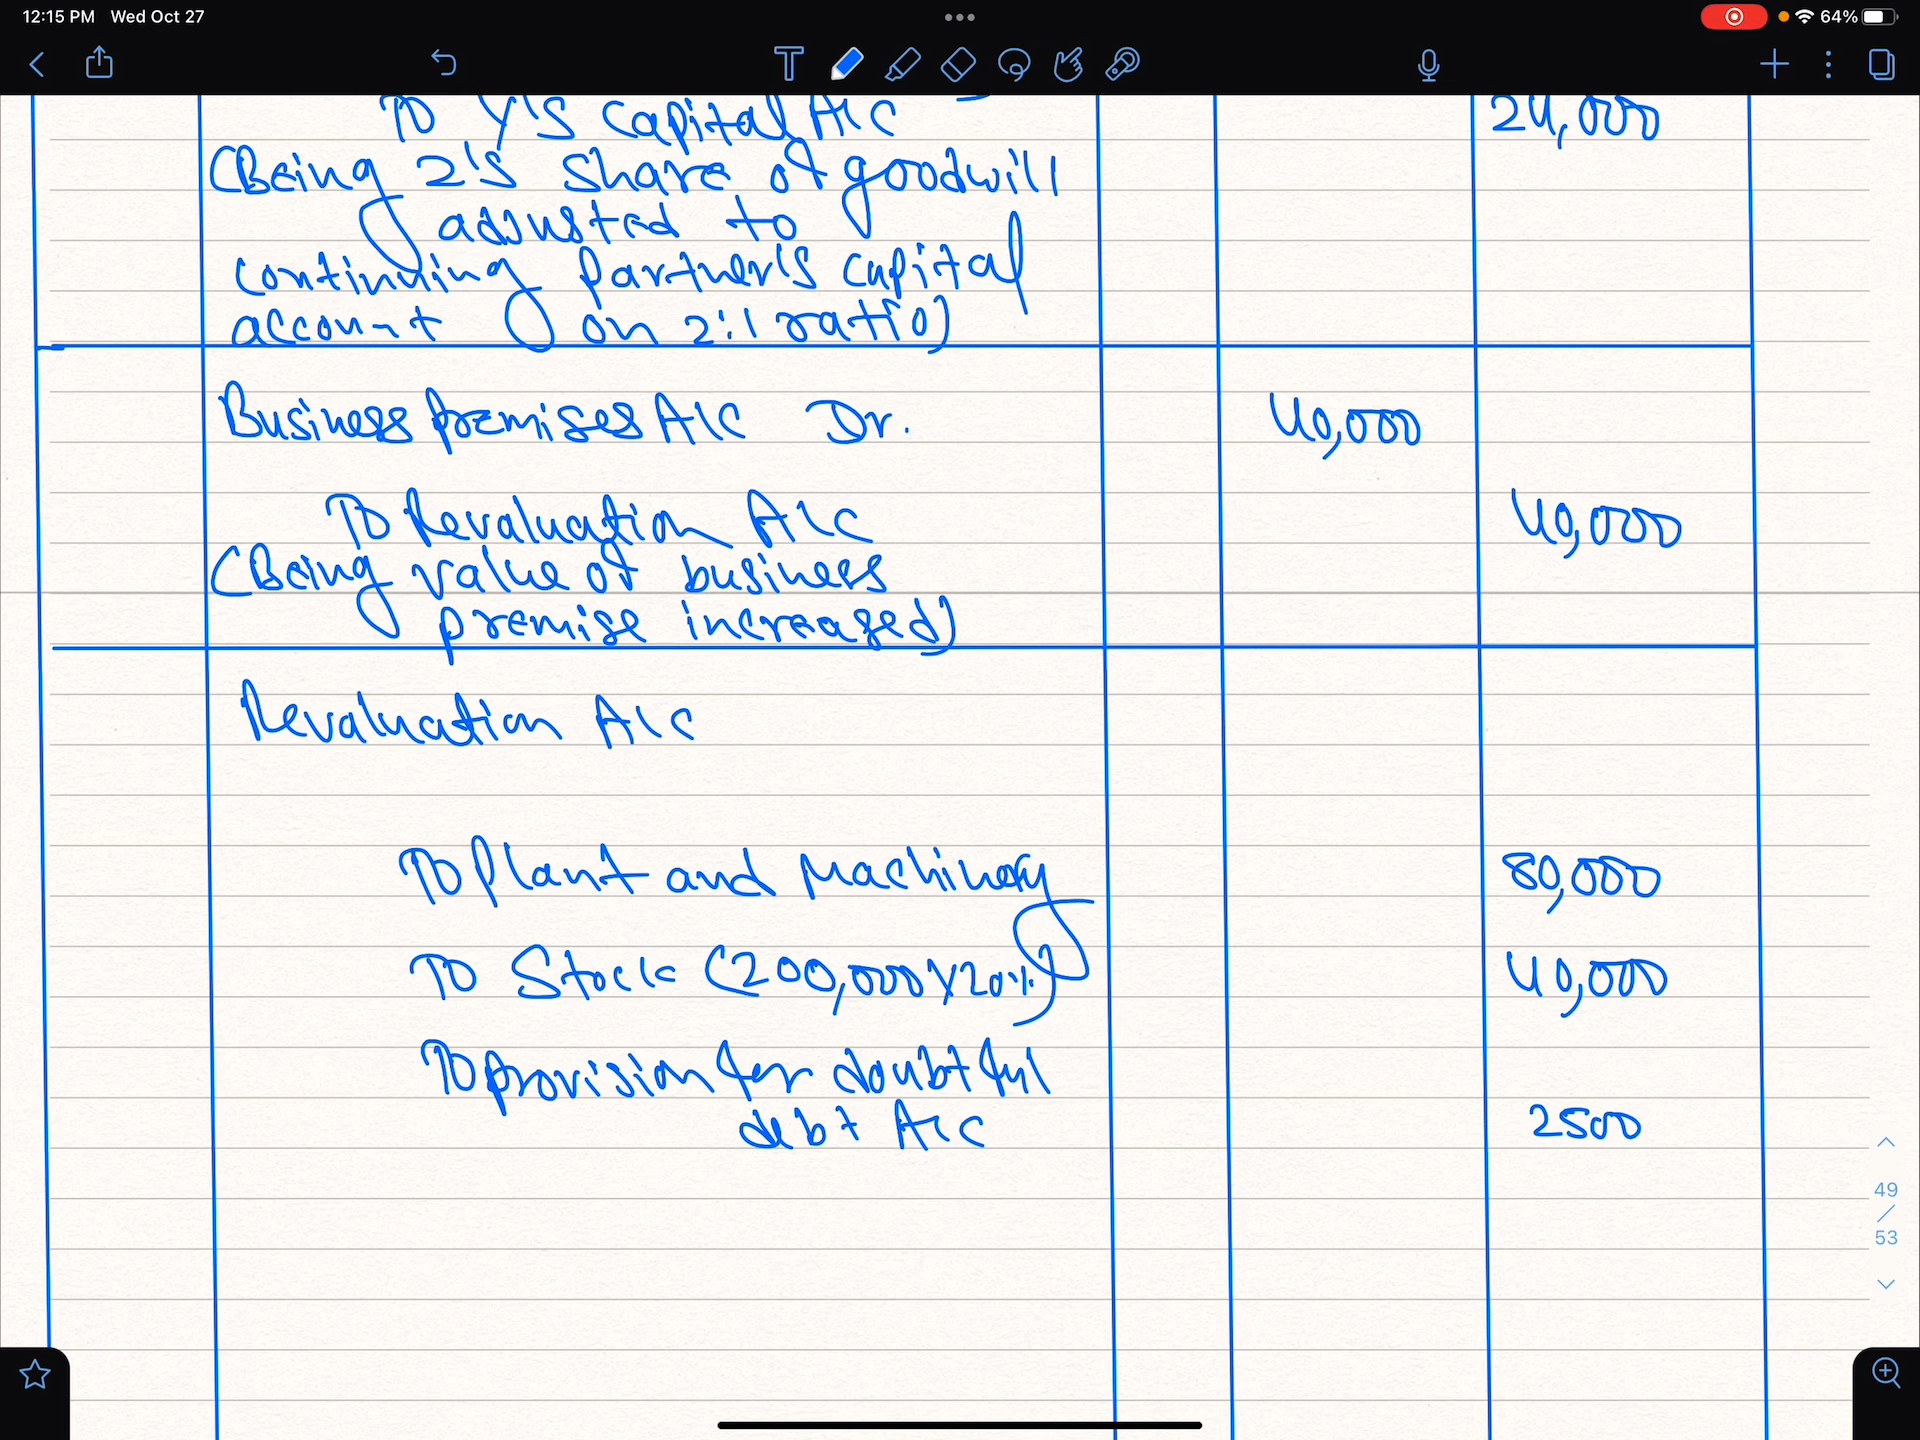 12:15 PM Wed Oct 27
64%
To Y's Capital A/C 24,000
(Being Z's share of goodwill
adjusted to
continuing partner's capital
account on 2:1 ratio)
Business premises A/C Dr. 40,000
To Revaluation A/C 40,000
(Being value of business
premise increased)
Revaluation A/C
To Plant and Machinery 80,000
To Stock (200,000X20%) 40,000
To provision for doubtful
debt A/C 2500
49
/
53